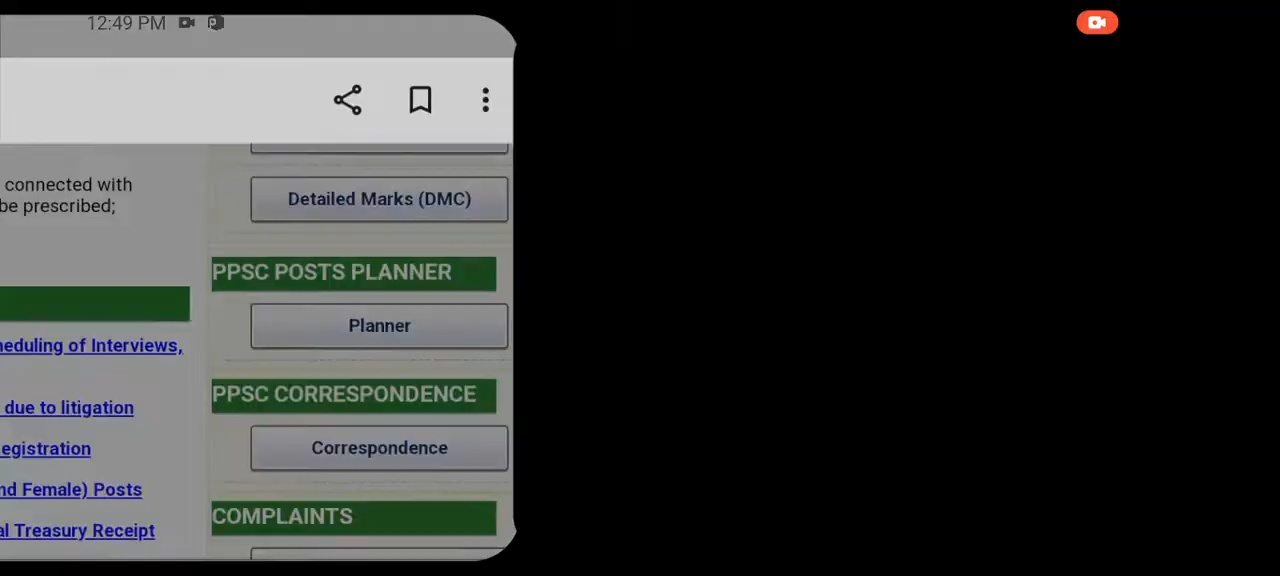 12:49 PM
connected with
be prescribed;
heduling of Interviews,
due to litigation
egistration
nd Female) Posts
al Treasury Receipt
Detailed Marks (DMC)
PPSC POSTS PLANNER
Planner
PPSC CORRESPONDENCE
Correspondence
COMPLAINTS